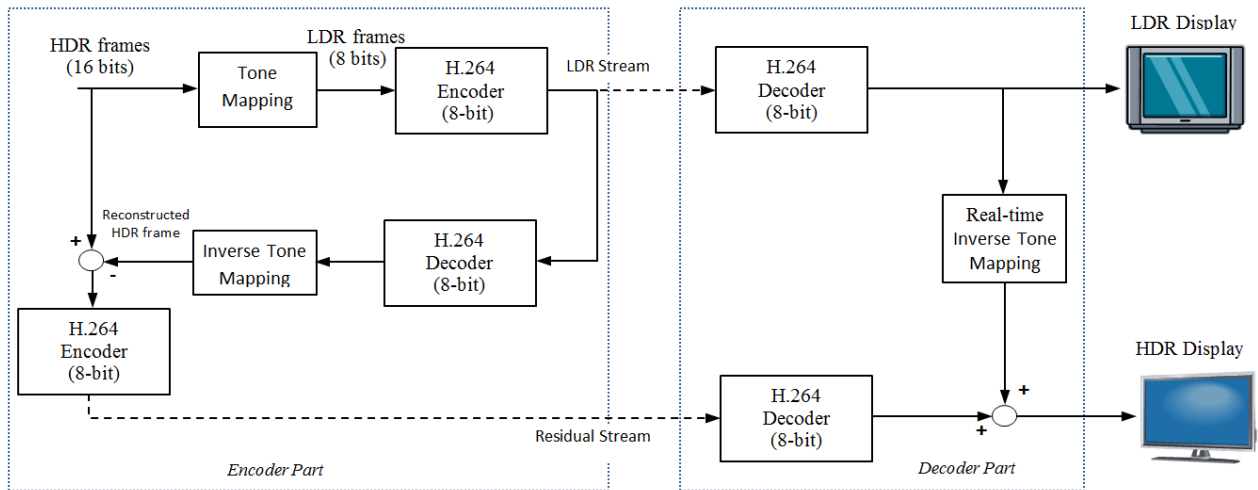 HDR frames
(16 bits)
Tone
Mapping
LDR frames
(8 bits)
H.264
Encoder
(8-bit)
LDR Stream
H.264
Decoder
(8-bit)
LDR Display
Reconstructed
HDR frame
+
-
Inverse Tone
Mapping
H.264
Decoder
(8-bit)
Real-time
Inverse Tone
Mapping
H.264
Encoder
(8-bit)
Residual Stream
H.264
Decoder
(8-bit)
+
+
HDR Display
Encoder Part
Decoder Part